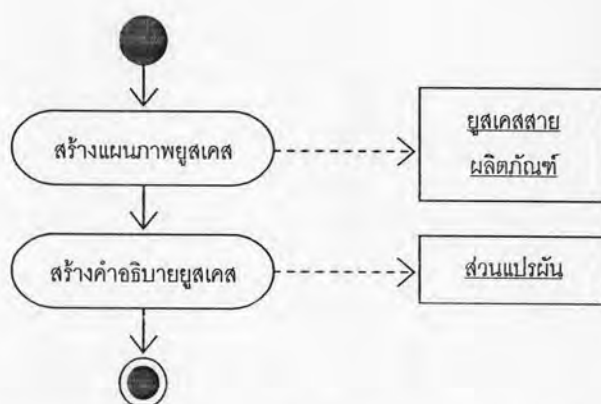 สร้างแผนภาพยูสเคส
ยูสเคสสาย
ผลิตภัณฑ์
สร้างคำอธิบายยูสเคส
ส่วนแปรผัน